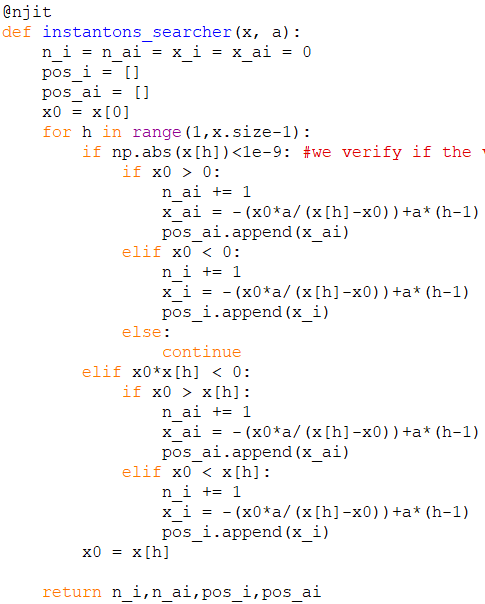 @njit
def instantons_searcher(x, a):
    n_i = n_ai = x_i = x_ai = 0
    pos_i = []
    pos_ai = []
    x0 = x[0]
    for h in range(1,x.size-1):
        if np.abs(x[h])<1e-9: #we verify if the
            if x0 > 0:
                n_ai += 1
                x_ai = -(x0*a/(x[h]-x0))+a*(h-1)
                pos_ai.append(x_ai)
            elif x0 < 0:
                n_i += 1
                x_i = -(x0*a/(x[h]-x0))+a*(h-1)
                pos_i.append(x_i)
            else:
                continue
        elif x0*x[h] < 0:
            if x0 > x[h]:
                n_ai += 1
                x_ai = -(x0*a/(x[h]-x0))+a*(h-1)
                pos_ai.append(x_ai)
            elif x0 < x[h]:
                n_i += 1
                x_i = -(x0*a/(x[h]-x0))+a*(h-1)
                pos_i.append(x_i)
        x0 = x[h]
    return n_i,n_ai,pos_i,pos_ai